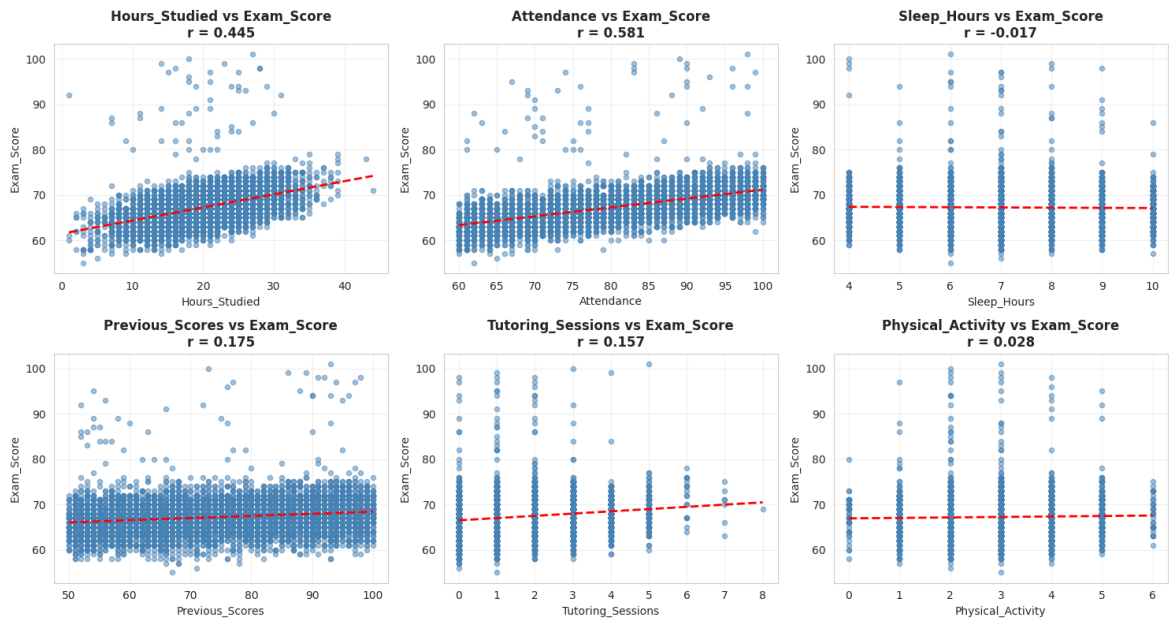 Hours_Studied vs Exam_Score
r = 0.445
Exam_Score
100
90
80
70
60
0 10 20 30 40
Hours_Studied
Attendance vs Exam_Score
r = 0.581
Exam_Score
100
90
80
70
60
60 65 70 75 80 85 90 95 100
Attendance
Sleep_Hours vs Exam_Score
r = -0.017
Exam_Score
100
90
80
70
60
4 5 6 7 8 9 10
Sleep_Hours
Previous_Scores vs Exam_Score
r = 0.175
Exam_Score
100
90
80
70
60
50 60 70 80 90 100
Previous_Scores
Tutoring_Sessions vs Exam_Score
r = 0.157
Exam_Score
100
90
80
70
60
0 1 2 3 4 5 6 7 8
Tutoring_Sessions
Physical_Activity vs Exam_Score
r = 0.028
Exam_Score
100
90
80
70
60
0 1 2 3 4 5 6
Physical_Activity